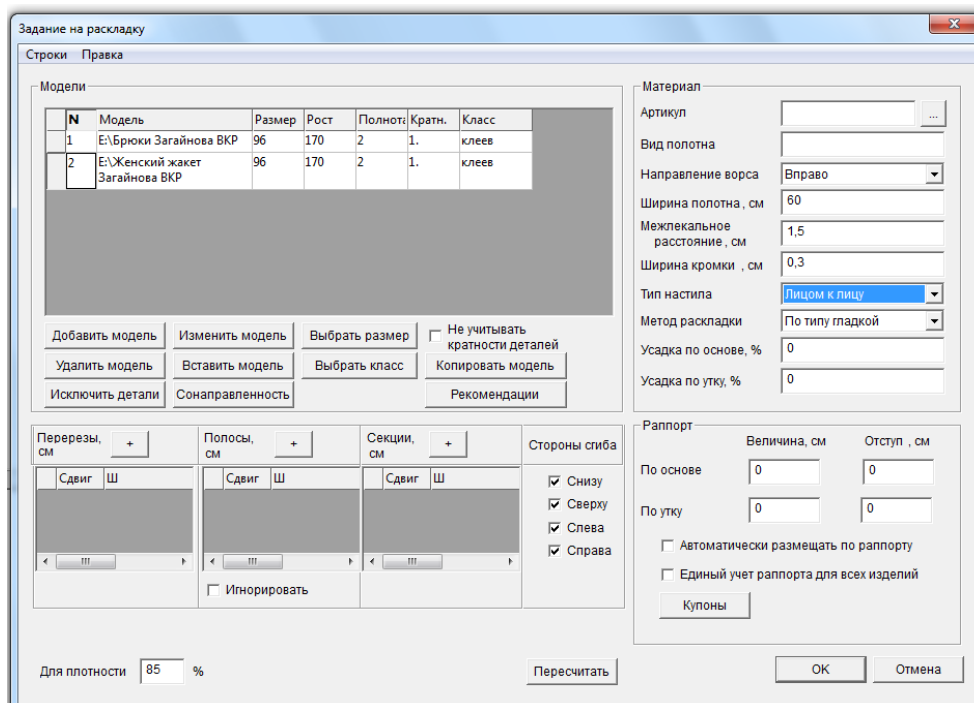 Задание на раскладку
Строки Правка
Модели
N Модель Размер Рост Полнота Кратн. Класс
1 E:\Брюки Загайнова ВКР 96 170 2 1. клеев
2 E:\Женский жакет 96 170 2 1. клеев
Загайнова ВКР
Добавить модель Изменить модель Выбрать размер Не учитывать
кратности деталей
Удалить модель Вставить модель Выбрать класс Копировать модель
Исключить детали Сонаправленность Рекомендации
Материал
Артикул ...
Вид полотна
Направление ворса Вправо
Ширина полотна , см 60
Межлекальное
расстояние , см 1,5
Ширина кромки , см 0,3
Тип настила Лицом к лицу
Метод раскладки По типу гладкой
Усадка по основе, % 0
Усадка по утку, % 0
Перерезы, + Полосы, + Секции, + Стороны сгиба
см см см
Сдвиг Ш Сдвиг Ш Сдвиг Ш
Снизу
Сверху
Слева
Справа
Игнорировать
Раппорт
Величина, см Отступ , см
По основе 0 0
По утку 0 0
Автоматически размещать по раппорту
Единый учет раппорта для всех изделий
Купоны
Для плотности 85 % Пересчитать OK Отмена